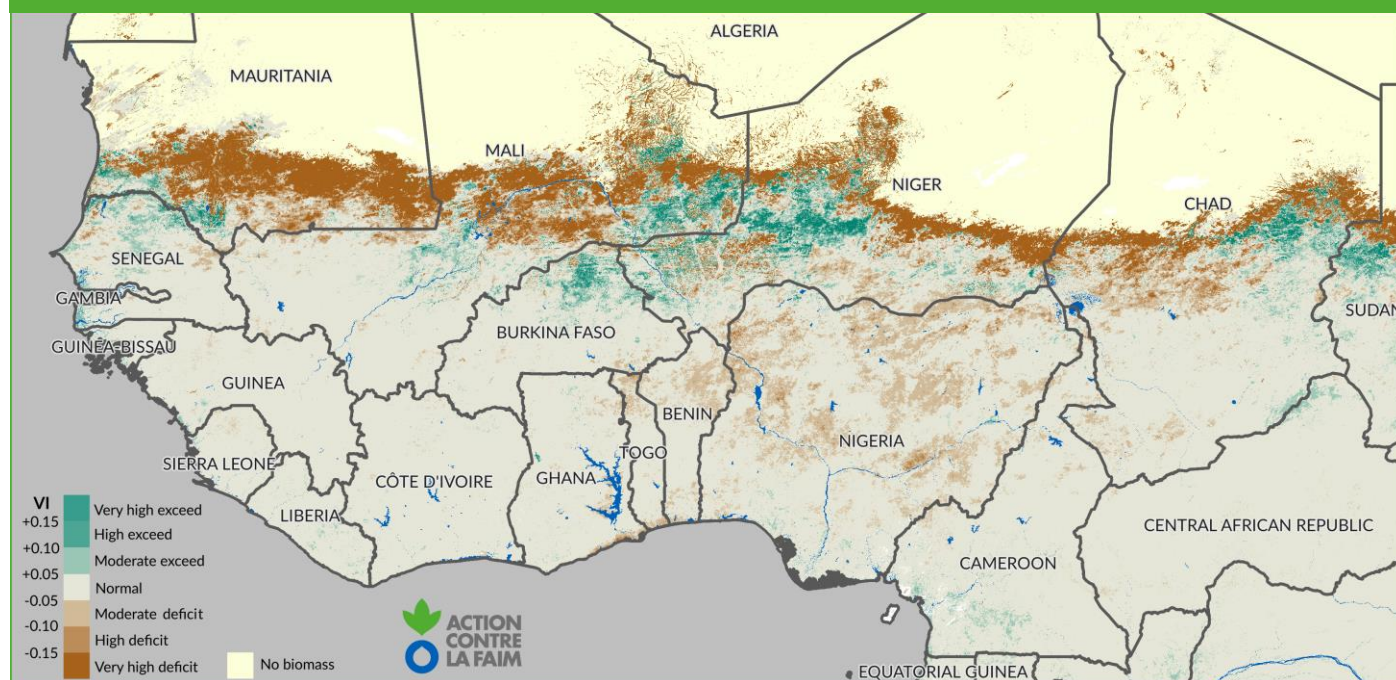 ALGERIA
MAURITANIA
MALI
NIGER
CHAD
SENEGAL
GAMBIA
SUDAN
BURKINA FASO
GUINEA-BISSAU
GUINEA
BENIN
NIGERIA
TOGO
SIERRA LEONE
CÔTE D'IVOIRE
GHANA
LIBERIA
CENTRAL AFRICAN REPUBLIC
CAMEROON
EQUATORIAL GUINEA
VI
Very high exceed
+0.15
High exceed
+0.10
Moderate exceed
+0.05
Normal
-0.05
Moderate deficit
-0.10
High deficit
-0.15
Very high deficit
No biomass
ACTION
CONTRE
LA FAIM